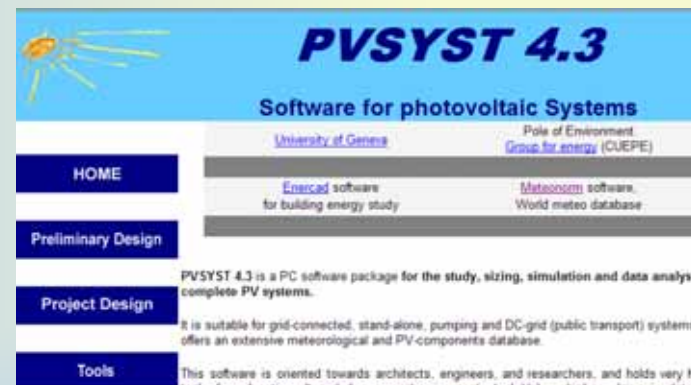 PVSYST 4.3
Software for photovoltaic Systems
University of Geneva
Pole of Environment
Group for energy (CUEPE)
HOME
Enercad software
for building energy study
Meteonorm software,
World meteo database
Preliminary Design
PVSYST 4.3 is a PC software package for the study, sizing, simulation and data analys
complete PV systems.
Project Design
It is suitable for grid-connected, stand-alone, pumping and DC-grid (public transport) systems
offers an extensive meteorological and PV-components database.
Tools
This software is oriented towards architects, engineers, and researchers, and holds very